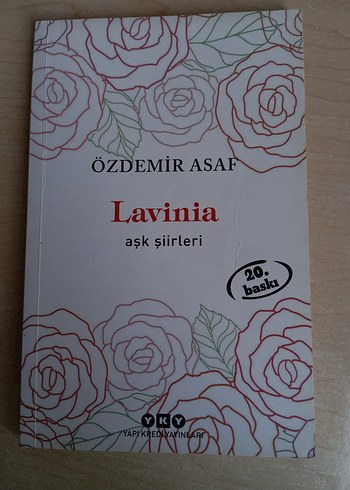 ÖZDEMİR ASAF
Lavinia
aşk şiirleri
20.
baskı
YKY
YAPI KREDİ YAYINLARI